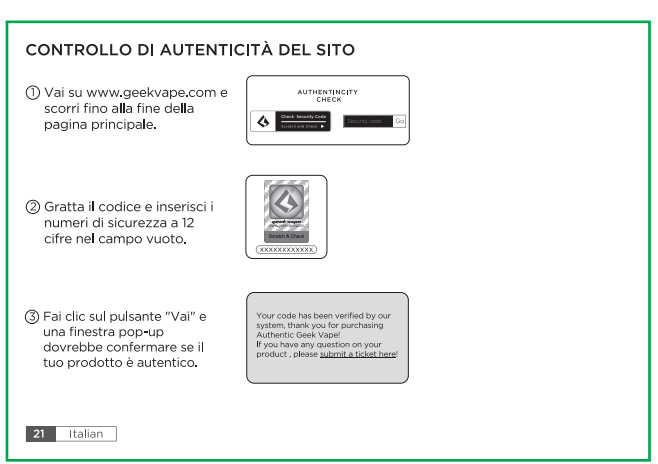 CONTROLLO DI AUTENTICITÀ DEL SITO
① Vai su www.geekvape.com e
scorri fino alla fine della
pagina principale.
AUTHENTINCITY
CHECK
Check Security Code
Scratch and Check ▶
Security code
Go
② Gratta il codice e inserisci i
numeri di sicurezza a 12
cifre nel campo vuoto.
geek vape
Scratch & Check
(XXXXXXXXXXXX)
③ Fai clic sul pulsante "Vai" e
una finestra pop-up
dovrebbe confermare se il
tuo prodotto è autentico.
Your code has been verified by our
system, thank you for purchasing
Authentic Geek Vape!
If you have any question on your
product , please submit a ticket here!
21 Italian